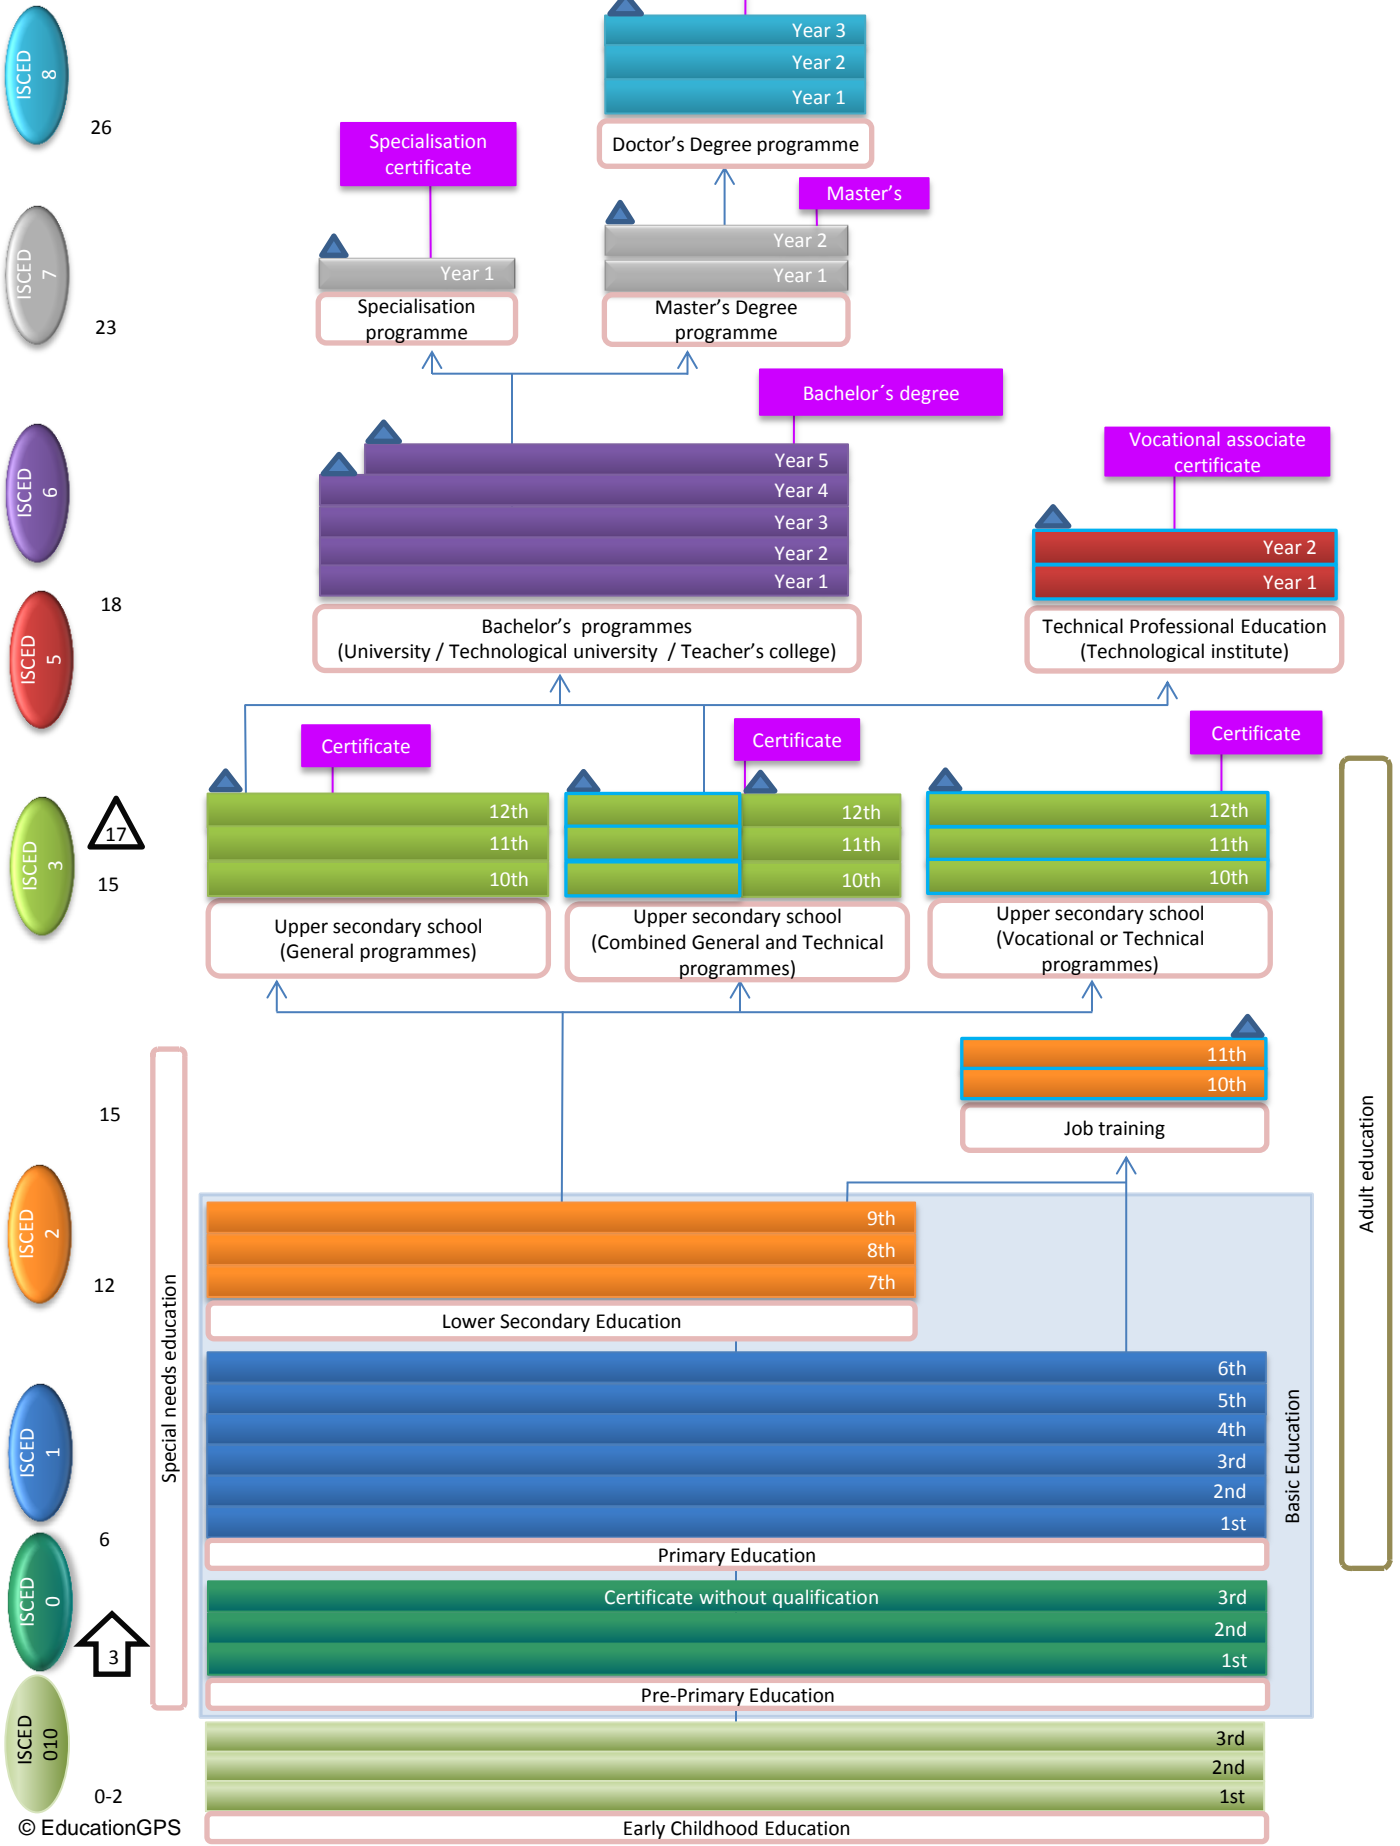 ISCED
8
Year 3
Year 2
Year 1
26
Doctor's Degree programme
Specialisation
certificate
Master's
ISCED
7
Year 2
Year 1
Year 1
Specialisation
programme
Master's Degree
programme
23
Bachelor´s degree
Vocational associate
certificate
ISCED
6
Year 5
Year 4
Year 3
Year 2
Year 1
Year 2
Year 1
18
ISCED
5
Bachelor's programmes
(University / Technological university / Teacher's college)
Technical Professional Education
(Technological institute)
Certificate
Certificate
Certificate
ISCED
3
17
15
12th
11th
10th
12th
11th
10th
12th
11th
10th
Upper secondary school
(General programmes)
Upper secondary school
(Combined General and Technical
programmes)
Upper secondary school
(Vocational or Technical
programmes)
11th
10th
Job training
15
Adult education
ISCED
2
9th
8th
7th
12
Lower Secondary Education
Special needs education
ISCED
1
6th
5th
4th
3rd
2nd
1st
Basic Education
6
Primary Education
ISCED
0
Certificate without qualification
3rd
2nd
1st
3
Pre-Primary Education
ISCED
010
3rd
2nd
1st
0-2
© EducationGPS
Early Childhood Education